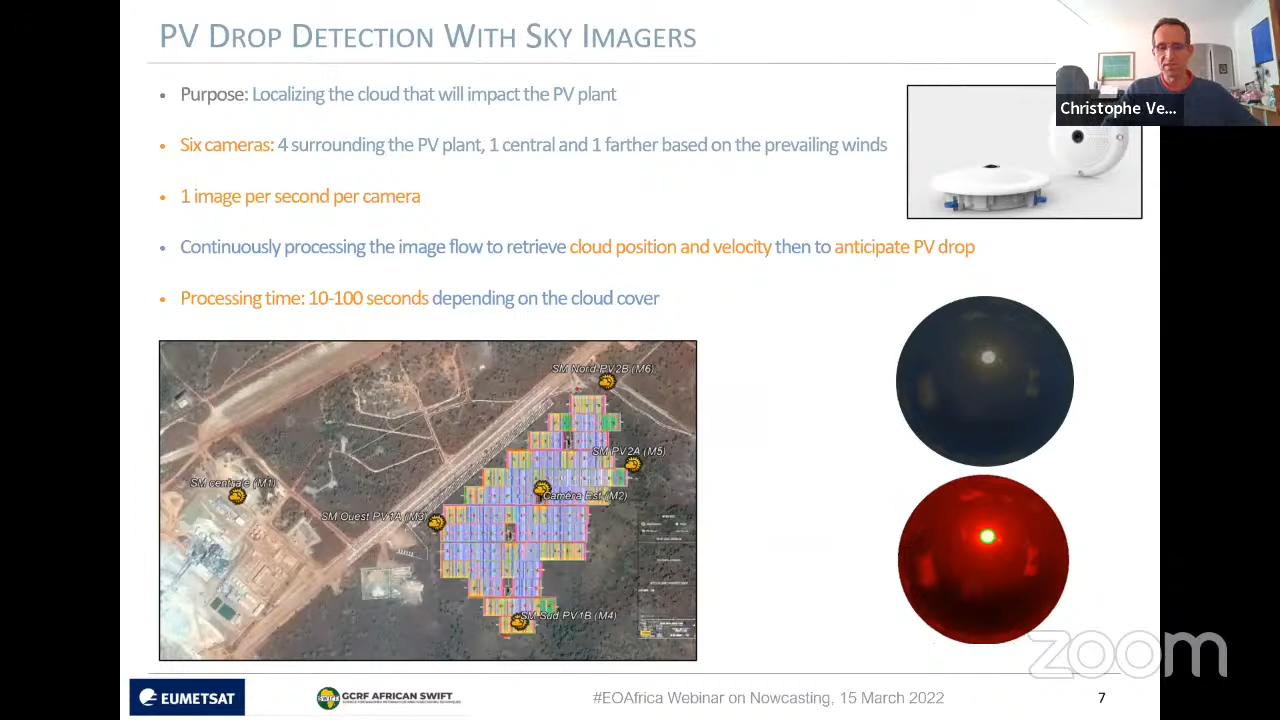 PV DROP DETECTION WITH SKY IMAGERS
Christophe Ve...
• Purpose: Localizing the cloud that will impact the PV plant
• Six cameras: 4 surrounding the PV plant, 1 central and 1 farther based on the prevailing winds
• 1 image per second per camera
• Continuously processing the image flow to retrieve cloud position and velocity then to anticipate PV drop
• Processing time: 10-100 seconds depending on the cloud cover
SM Nord PV2B (M6)
SM PV2A (M5)
SM centrale (M1)
Caméra Est (M2)
SM Ouest PV1A (M3)
SM Sud PV1B (M4)
zoom
EUMETSAT
SWIFT
GCRF AFRICAN SWIFT
#EOAfrica Webinar on Nowcasting, 15 March 2022
7